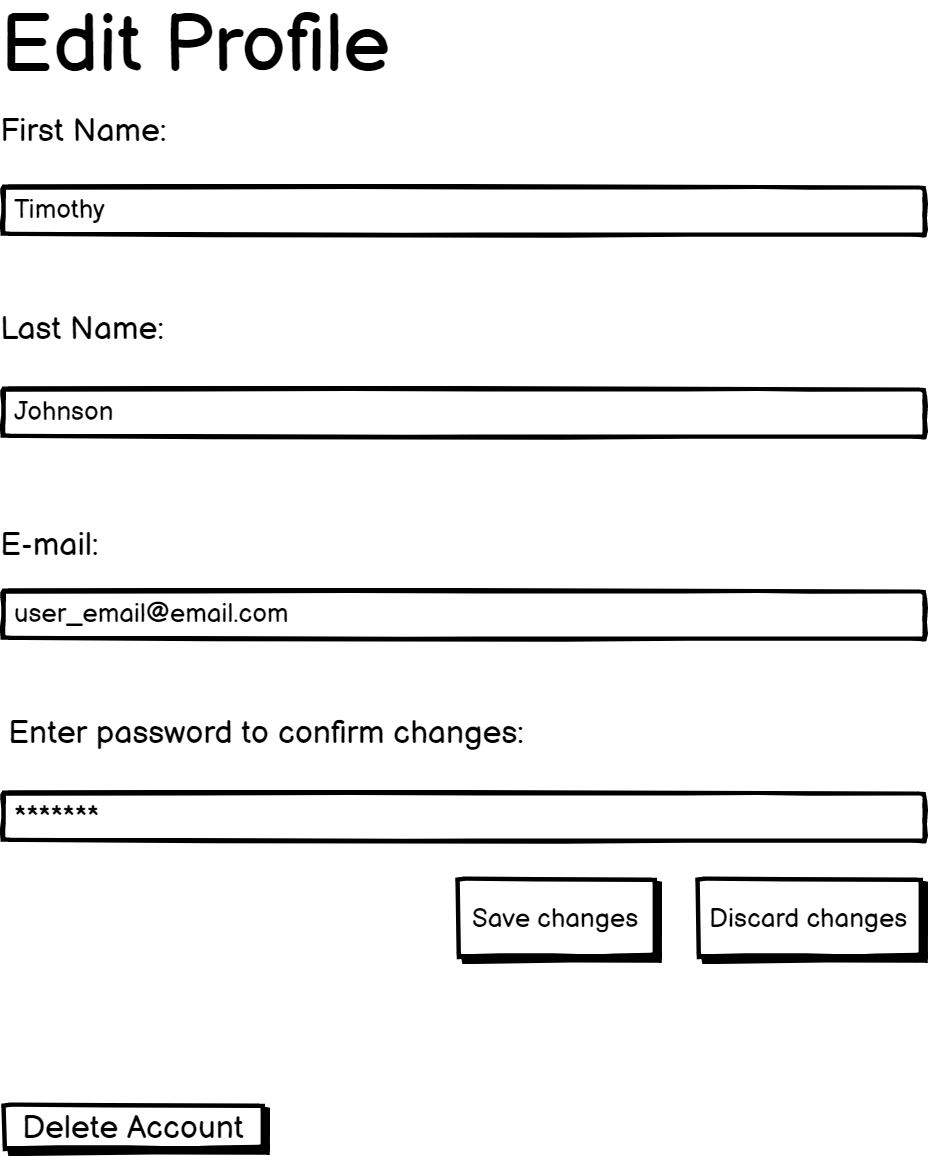 Edit Profile
First Name:
Timothy
Last Name:
Johnson
E-mail:
user_email@email.com
Enter password to confirm changes:
*******
Save changes Discard changes
Delete Account